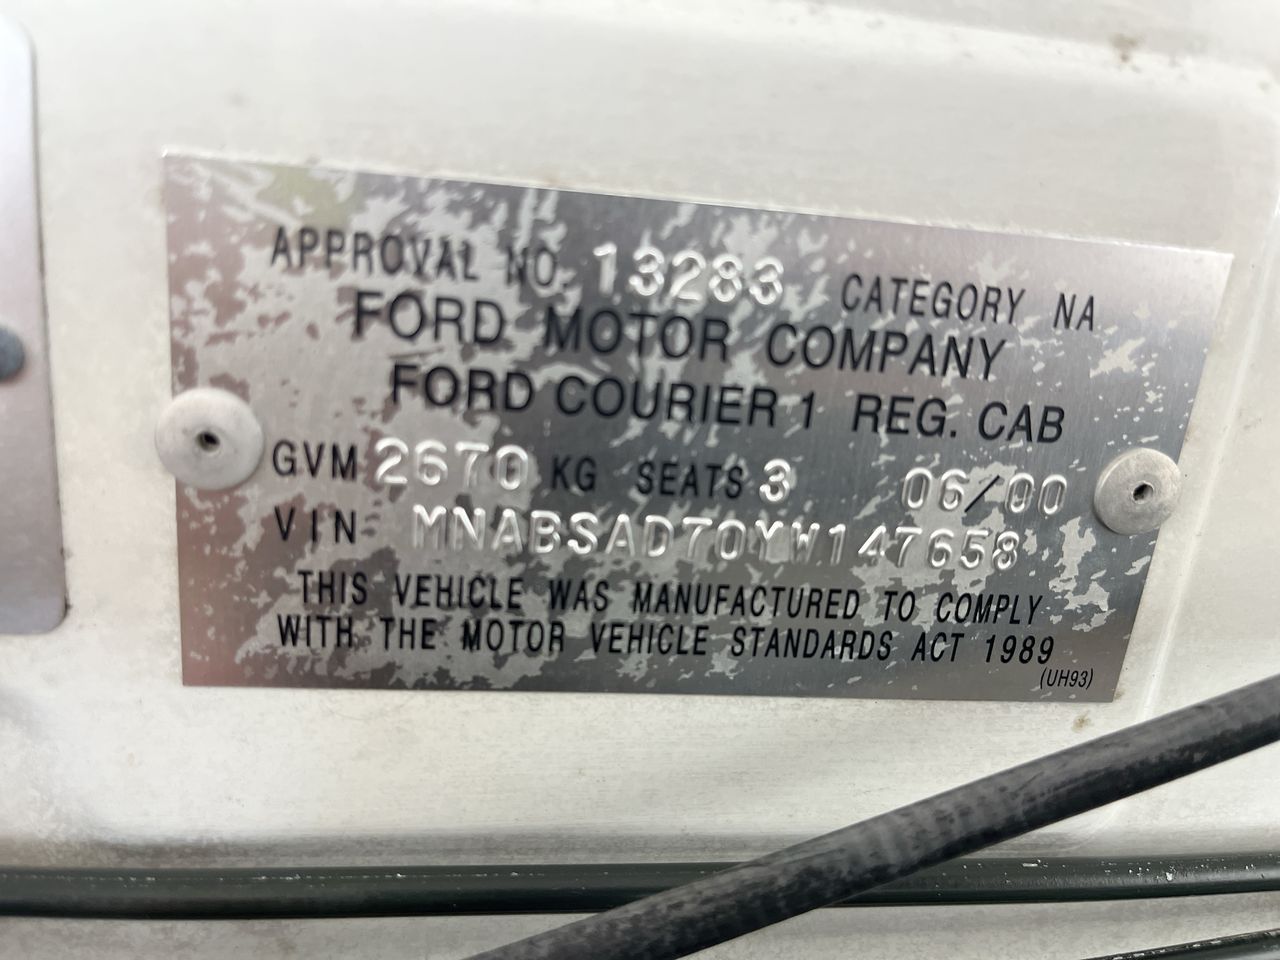 APPROVAL NO. 13283 CATEGORY NA
FORD MOTOR COMPANY
FORD COURIER 1 REG. CAB
GVM 2670 KG SEATS 3 06/00
VIN MNABSAD70YW147658
THIS VEHICLE WAS MANUFACTURED TO COMPLY
WITH THE MOTOR VEHICLE STANDARDS ACT 1989
(UH93)